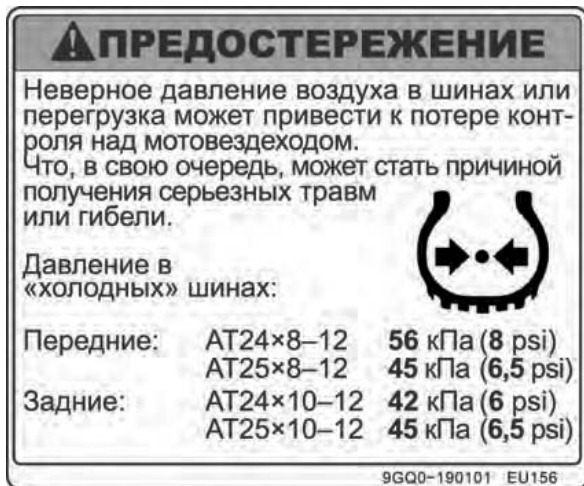 ПРЕДОСТЕРЕЖЕНИЕ
Неверное давление воздуха в шинах или
перегрузка может привести к потере конт-
роля над мотовездеходом.
Что, в свою очередь, может стать причиной
получения серьезных травм
или гибели.
Давление в
«холодных» шинах:
Передние: AT24×8–12 56 кПа (8 psi)
AT25×8–12 45 кПа (6,5 psi)
Задние: AT24×10–12 42 кПа (6 psi)
AT25×10–12 45 кПа (6,5 psi)
9GQ0-190101 EU156